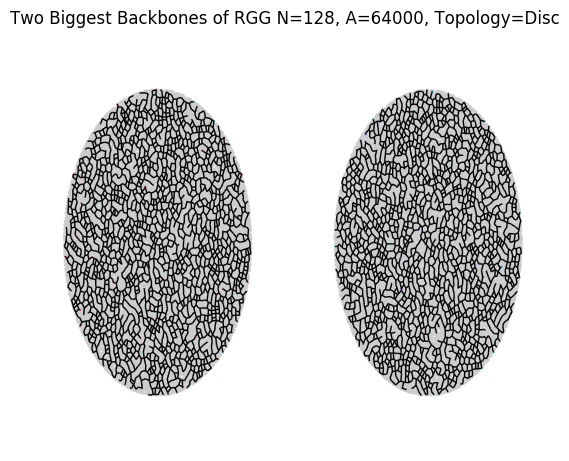 Two Biggest Backbones of RGG N=128, A=64000, Topology=Disc